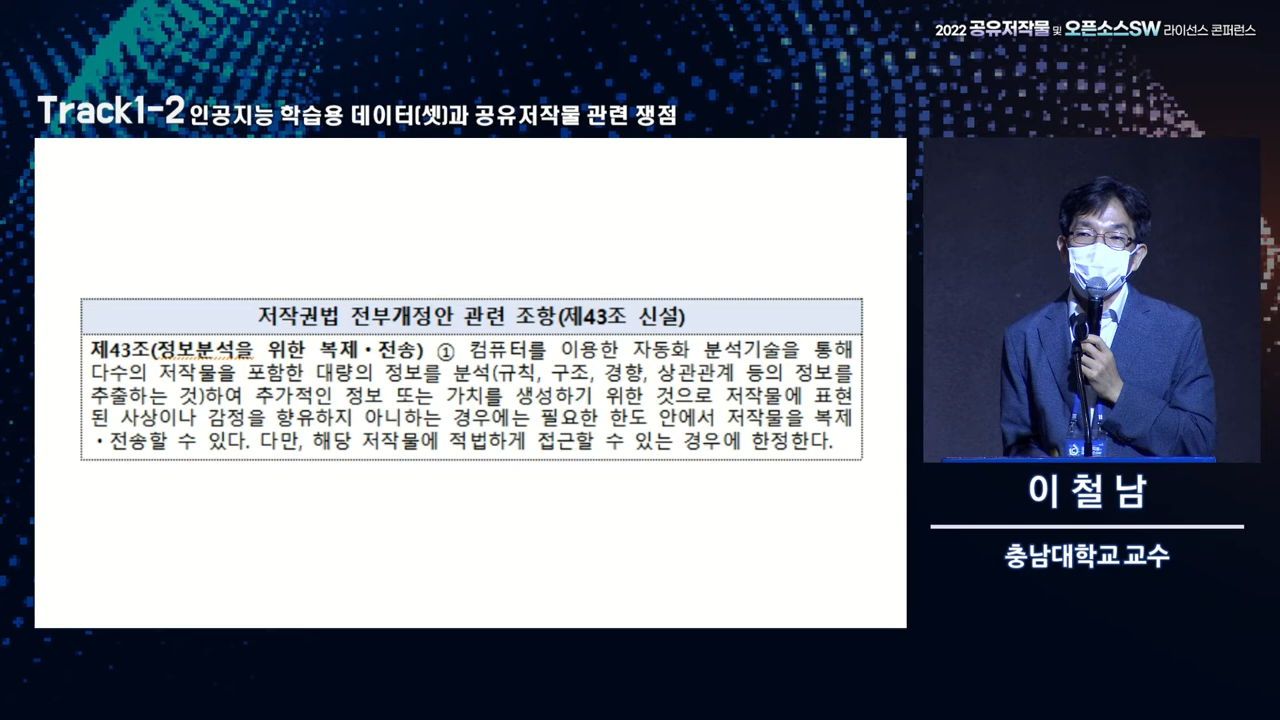 2022 공유저작물 및 오픈소스SW 라이선스 콘퍼런스
Track1-2 인공지능 학습용 데이터(셋)과 공유저작물 관련 쟁점
저작권법 전부개정안 관련 조항(제43조 신설)
제43조(정보분석을 위한 복제・전송) ① 컴퓨터를 이용한 자동화 분석기술을 통해
다수의 저작물을 포함한 대량의 정보를 분석(규칙, 구조, 경향, 상관관계 등의 정보를
추출하는 것)하여 추가적인 정보 또는 가치를 생성하기 위한 것으로 저작물에 표현
된 사상이나 감정을 향유하지 아니하는 경우에는 필요한 한도 안에서 저작물을 복제
・전송할 수 있다. 다만, 해당 저작물에 적법하게 접근할 수 있는 경우에 한정한다.
이철남
충남대학교 교수